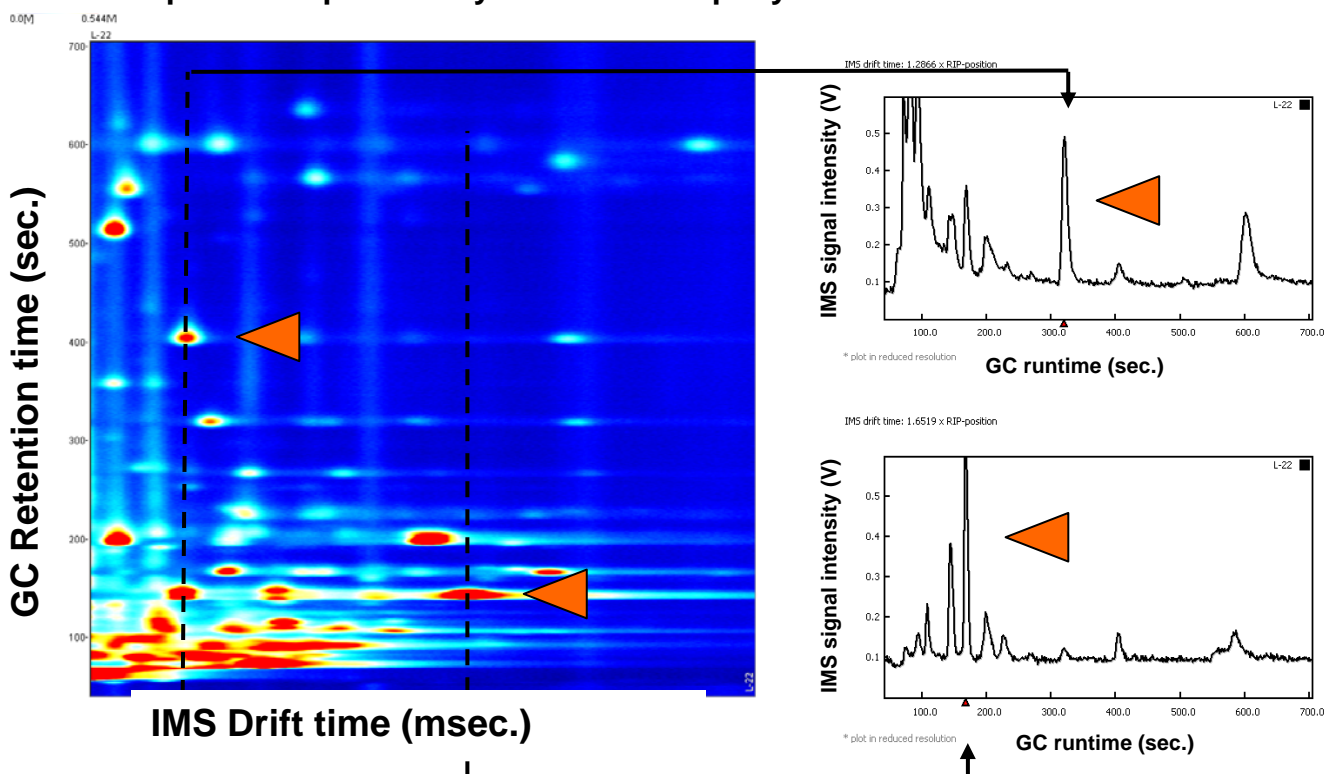 0.0[V]
0.544[V]
L-22
700
600
500
400
300
200
100
GC Retention time (sec.)
L-22
IMS Drift time (msec.)
IMS drift time: 1.2866 x RIP-position
L-22
IMS signal intensity (V)
0.5
0.4
0.3
0.2
0.1
100.0 200.0 300.0 400.0 500.0 600.0 700.0
* plot in reduced resolution
GC runtime (sec.)
IMS drift time: 1.6519 x RIP-position
L-22
IMS signal intensity (V)
0.5
0.4
0.3
0.2
0.1
100.0 200.0 300.0 400.0 500.0 600.0 700.0
* plot in reduced resolution
GC runtime (sec.)